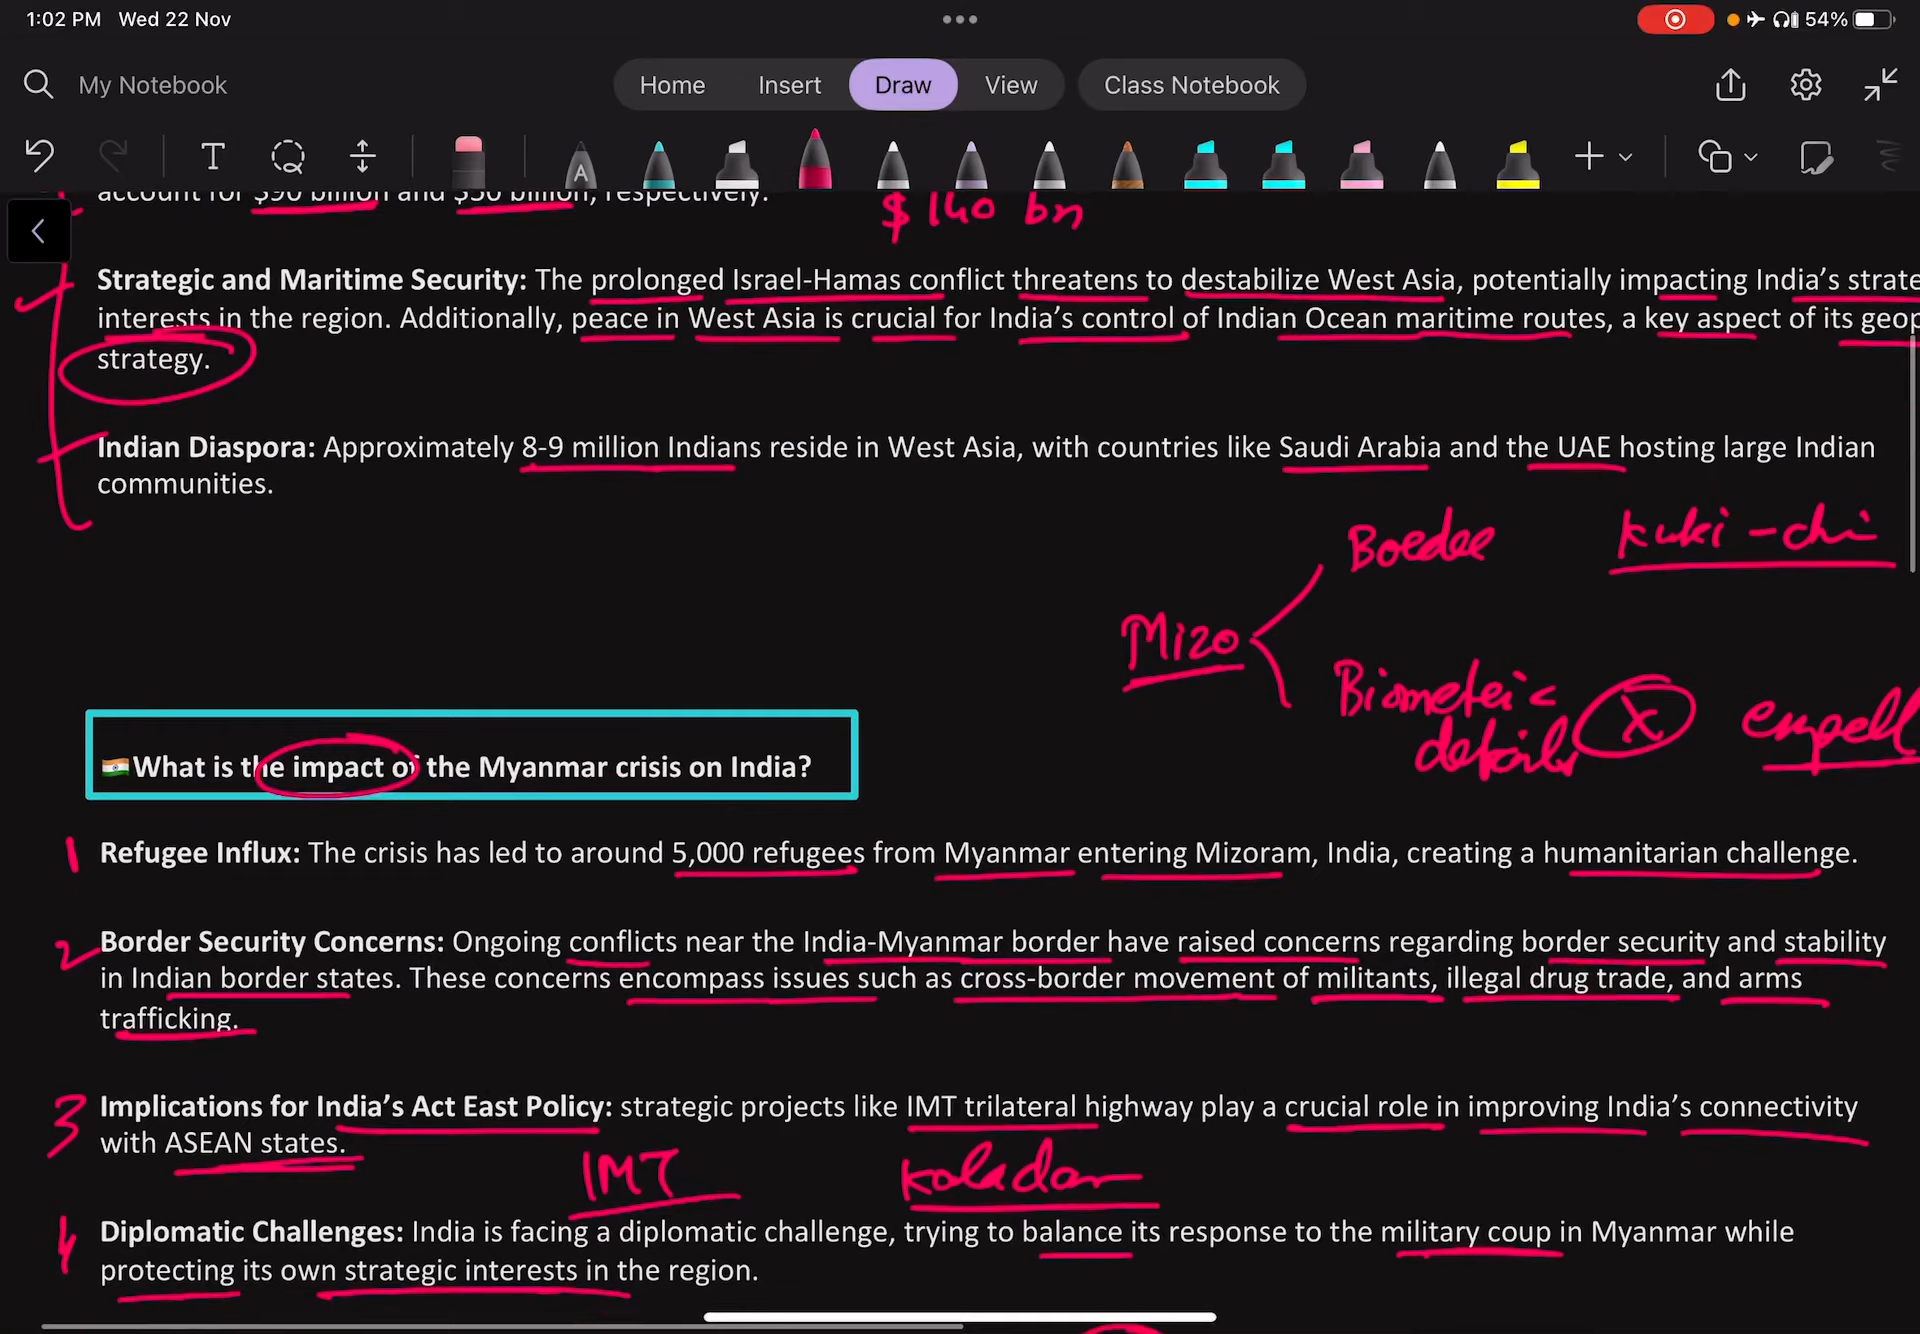 1:02 PM Wed 22 Nov
54%
My Notebook
Home Insert Draw View Class Notebook
T A
account for $90 billion and $50 billion, respectively.
$ 140 bn
Strategic and Maritime Security: The prolonged Israel-Hamas conflict threatens to destabilize West Asia, potentially impacting India's strate
interests in the region. Additionally, peace in West Asia is crucial for India's control of Indian Ocean maritime routes, a key aspect of its geop
strategy.
Indian Diaspora: Approximately 8-9 million Indians reside in West Asia, with countries like Saudi Arabia and the UAE hosting large Indian
communities.
kuki - chi
Mizo
Biometric
details X
What is the impact of the Myanmar crisis on India?
1 Refugee Influx: The crisis has led to around 5,000 refugees from Myanmar entering Mizoram, India, creating a humanitarian challenge.
2 Border Security Concerns: Ongoing conflicts near the India-Myanmar border have raised concerns regarding border security and stability
in Indian border states. These concerns encompass issues such as cross-border movement of militants, illegal drug trade, and arms
trafficking.
3 Implications for India's Act East Policy: strategic projects like IMT trilateral highway play a crucial role in improving India's connectivity
with ASEAN states.
IMT Kaladan
4 Diplomatic Challenges: India is facing a diplomatic challenge, trying to balance its response to the military coup in Myanmar while
protecting its own strategic interests in the region.